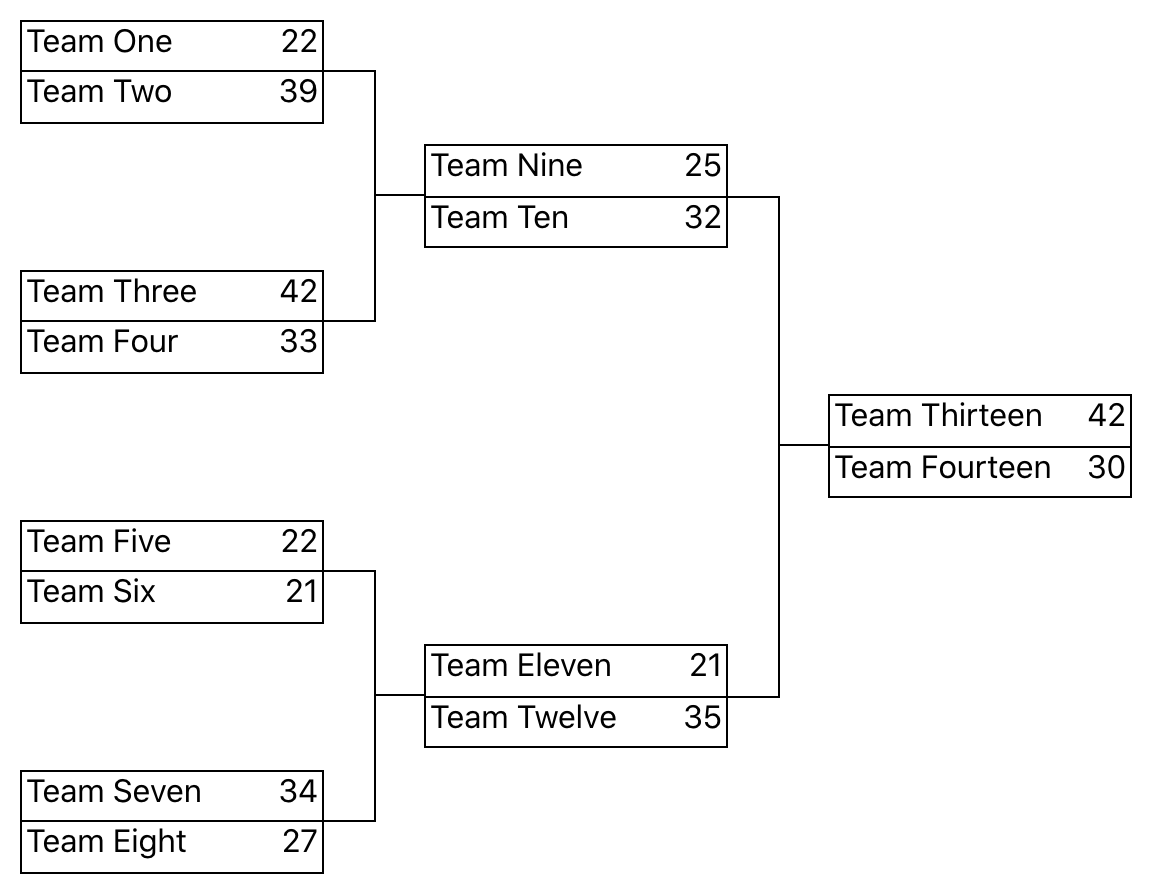 Team One 22
Team Two 39
Team Three 42
Team Four 33
Team Five 22
Team Six 21
Team Seven 34
Team Eight 27
Team Nine 25
Team Ten 32
Team Eleven 21
Team Twelve 35
Team Thirteen 42
Team Fourteen 30